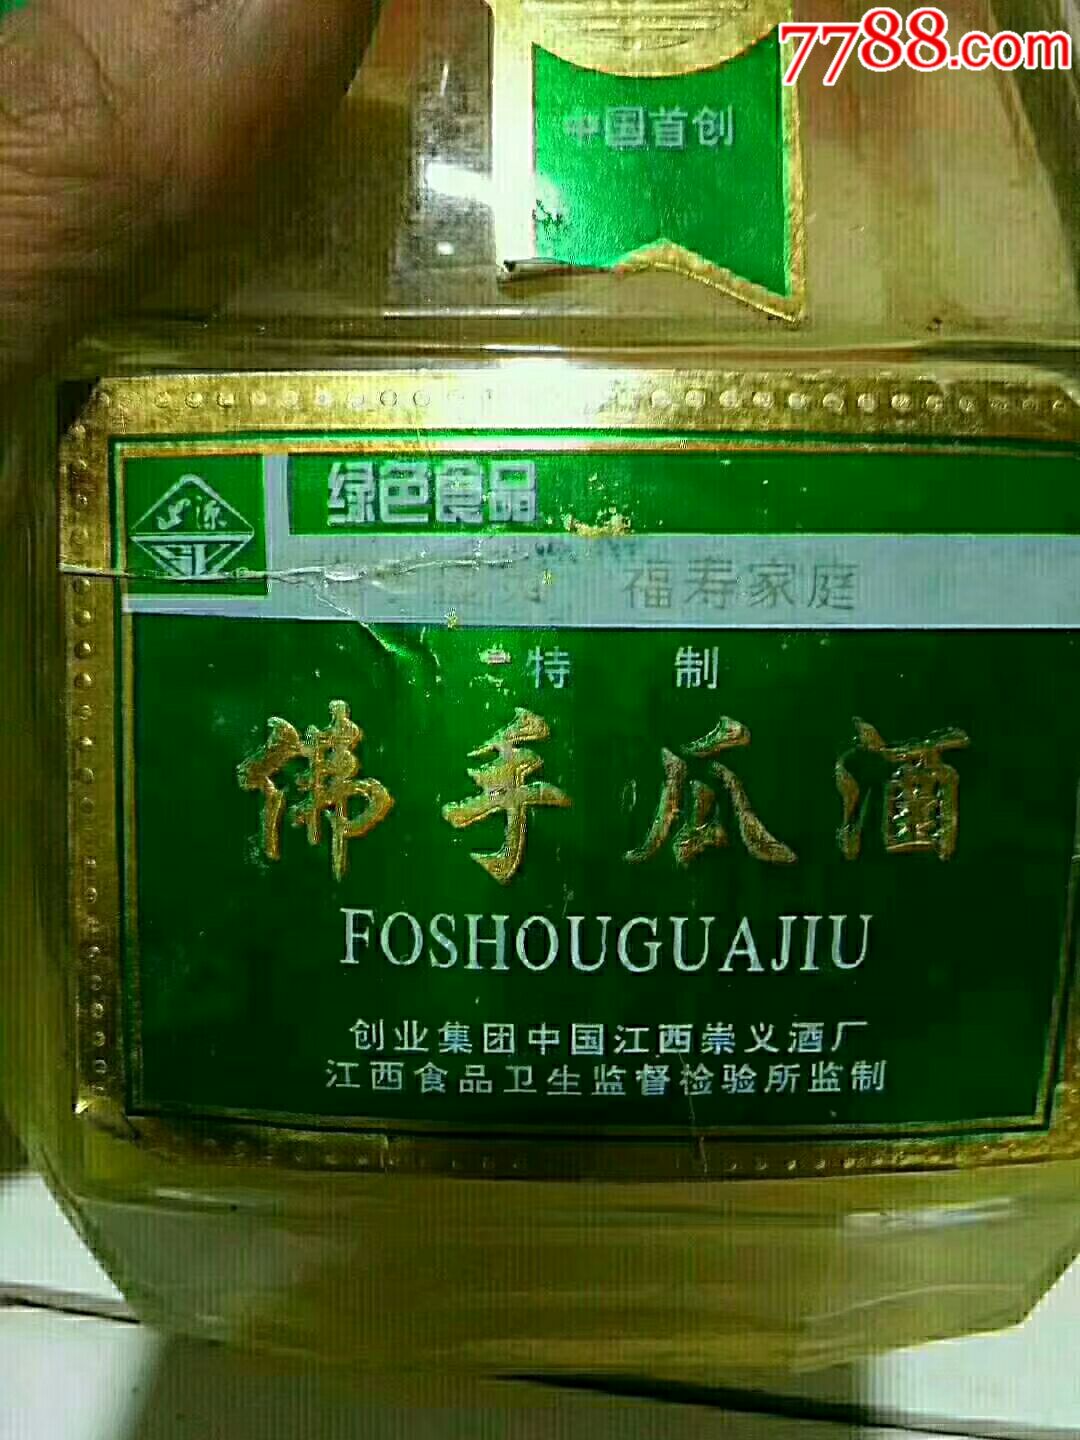 7788.com
中国首创
山源
绿色食品
福寿家庭
特制
佛手瓜酒
FOSHOUGUAJIU
创业集团中国江西崇义酒厂
江西食品卫生监督检验所监制